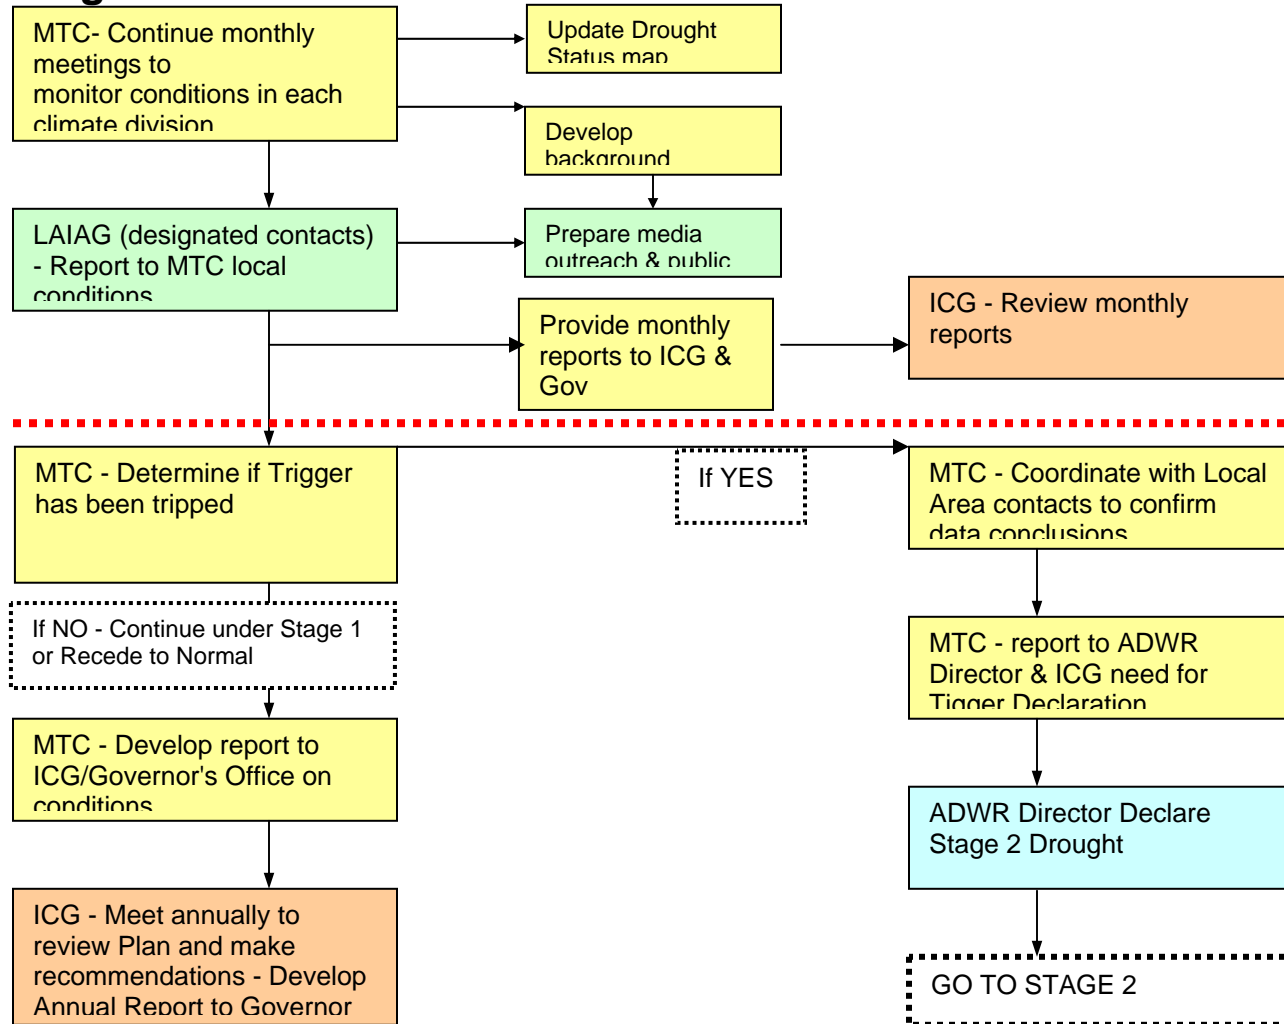 MTC- Continue monthly
meetings to
monitor conditions in each
climate division
Update Drought
Status map
Develop
background
LAIAG (designated contacts)
- Report to MTC local
conditions
Prepare media
outreach & public
Provide monthly
reports to ICG &
Gov
ICG - Review monthly
reports
MTC - Determine if Trigger
has been tripped
If YES
MTC - Coordinate with Local
Area contacts to confirm
data conclusions
If NO - Continue under Stage 1
or Recede to Normal
MTC - report to ADWR
Director & ICG need for
Tigger Declaration
MTC - Develop report to
ICG/Governor's Office on
conditions
ADWR Director Declare
Stage 2 Drought
ICG - Meet annually to
review Plan and make
recommendations - Develop
Annual Report to Governor
GO TO STAGE 2